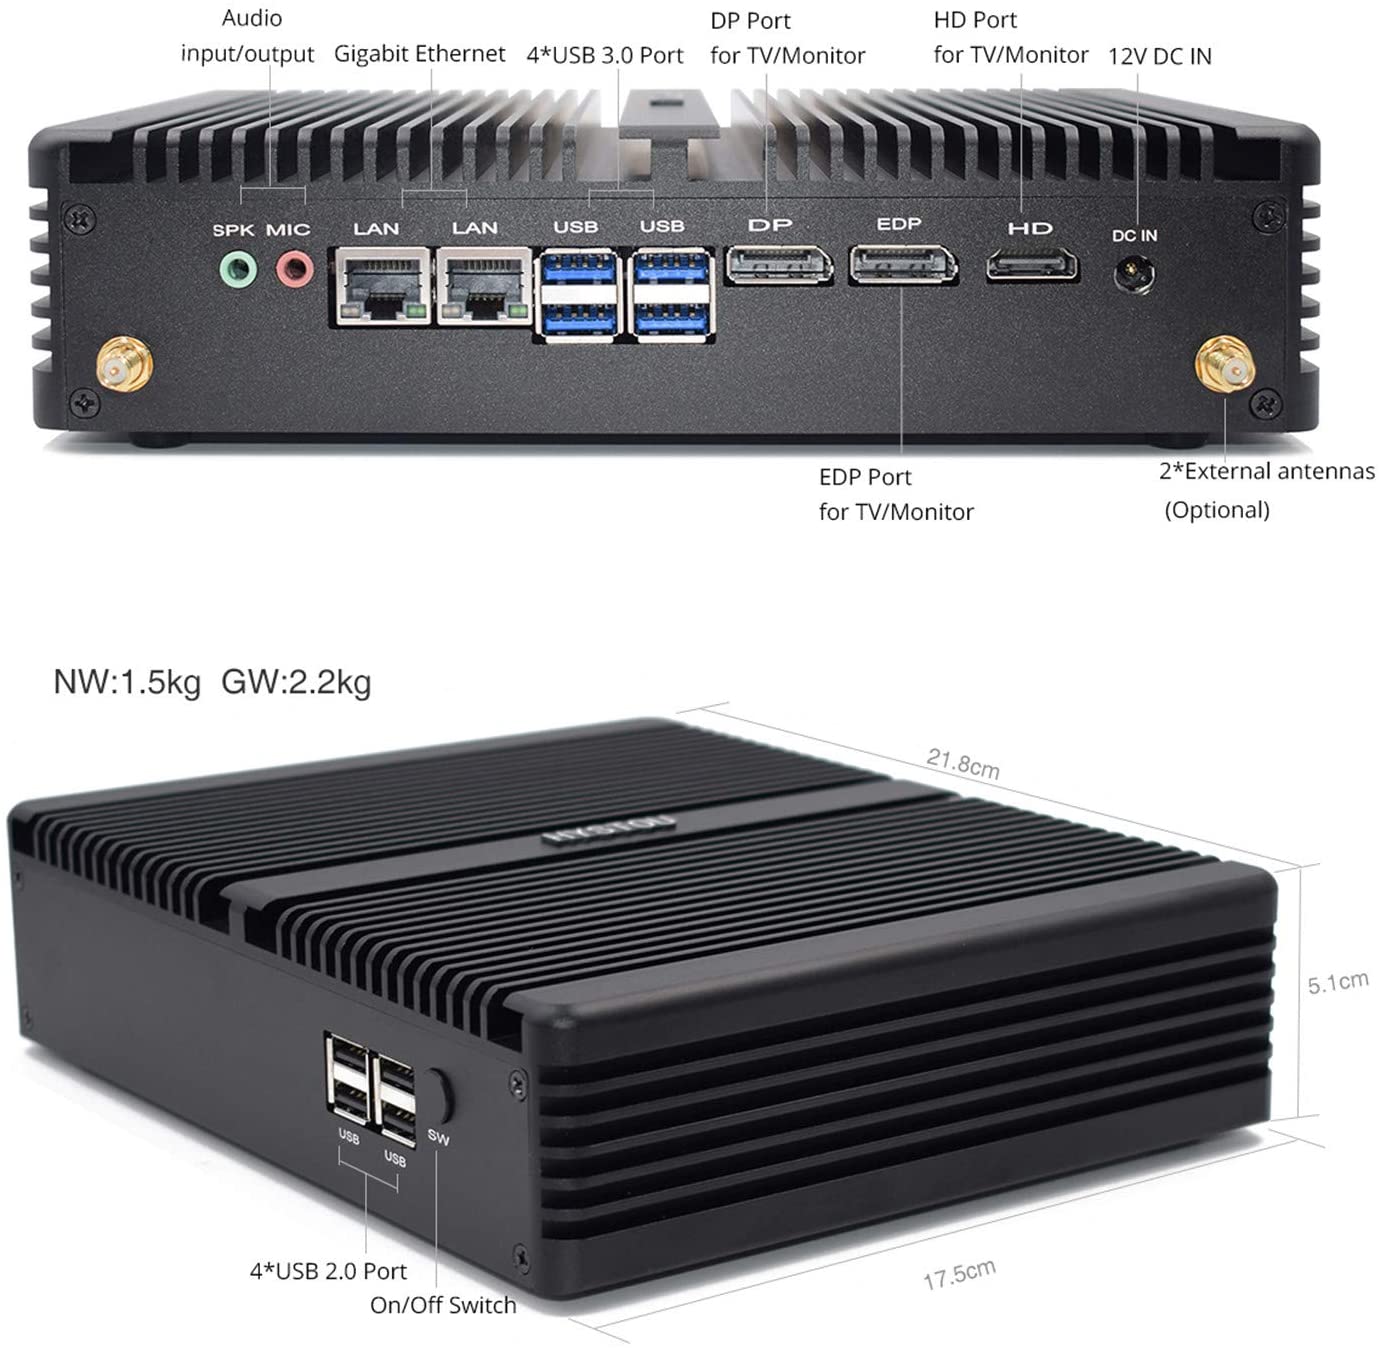 Audio
input/output
Gigabit Ethernet
4*USB 3.0 Port
DP Port
for TV/Monitor
HD Port
for TV/Monitor
12V DC IN
SPK MIC
LAN
LAN
USB
USB
DP
EDP
HD
DC IN
EDP Port
for TV/Monitor
2*External antennas
(Optional)
NW:1.5kg GW:2.2kg
21.8cm
HYSTOU
5.1cm
USB
USB
SW
4*USB 2.0 Port
On/Off Switch
17.5cm